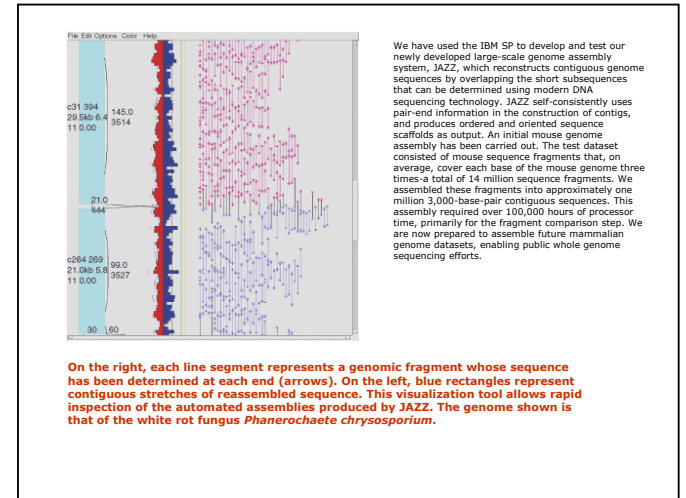 File Edit Options Color Help
c31 394
29.5kb 6.4
11 0.00
145.0
3514
21.0
444
c264 269
21.0kb 5.8
11 0.00
99.0
3527
30 60
We have used the IBM SP to develop and test our
newly developed large-scale genome assembly
system, JAZZ, which reconstructs contiguous genome
sequences by overlapping the short subsequences
that can be determined using modern DNA
sequencing technology. JAZZ self-consistently uses
pair-end information in the construction of contigs,
and produces ordered and oriented sequence
scaffolds as output. An initial mouse genome
assembly has been carried out. The test dataset
consisted of mouse sequence fragments that, on
average, cover each base of the mouse genome three
times-a total of 14 million sequence fragments. We
assembled these fragments into approximately one
million 3,000-base-pair contiguous sequences. This
assembly required over 100,000 hours of processor
time, primarily for the fragment comparison step. We
are now prepared to assemble future mammalian
genome datasets, enabling public whole genome
sequencing efforts.
On the right, each line segment represents a genomic fragment whose sequence
has been determined at each end (arrows). On the left, blue rectangles represent
contiguous stretches of reassembled sequence. This visualization tool allows rapid
inspection of the automated assemblies produced by JAZZ. The genome shown is
that of the white rot fungus Phanerochaete chrysosporium.